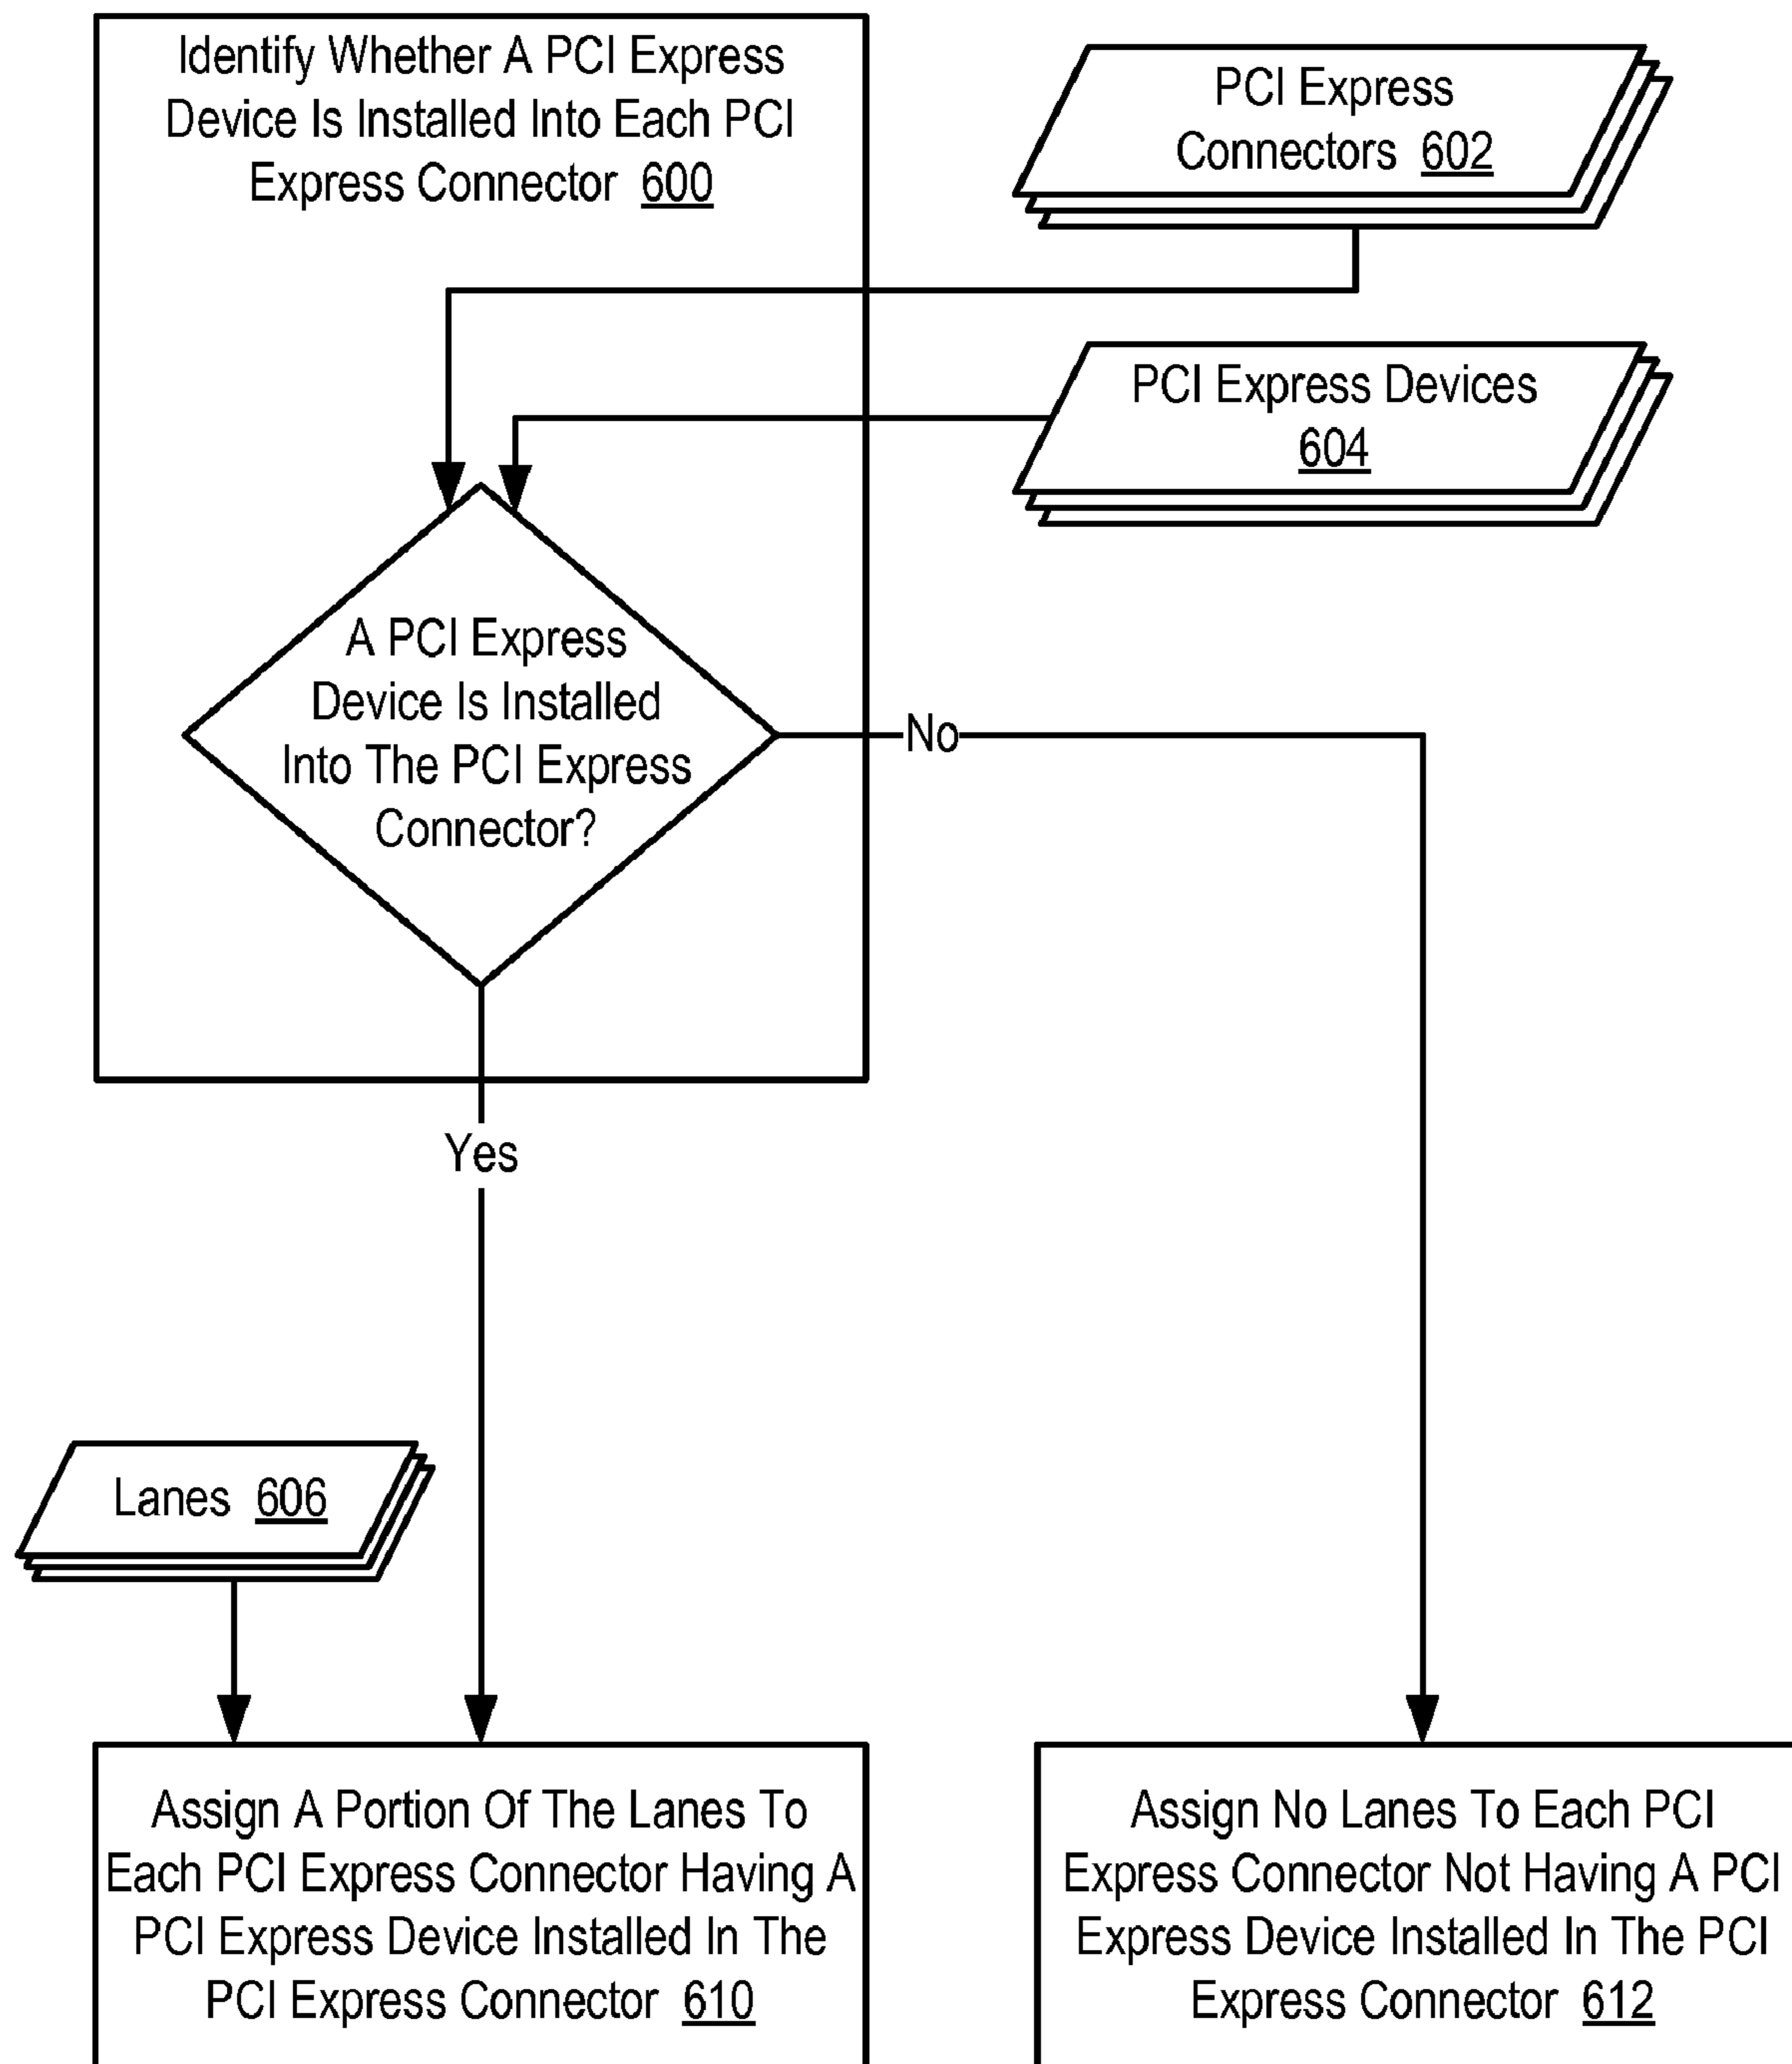 Identify Whether A PCI Express
Device Is Installed Into Each PCI
Express Connector 600
PCI Express
Connectors 602
PCI Express Devices
604
A PCI Express
Device Is Installed
Into The PCI Express
Connector?
No
Yes
Lanes 606
Assign A Portion Of The Lanes To
Each PCI Express Connector Having A
PCI Express Device Installed In The
PCI Express Connector 610
Assign No Lanes To Each PCI
Express Connector Not Having A PCI
Express Device Installed In The PCI
Express Connector 612